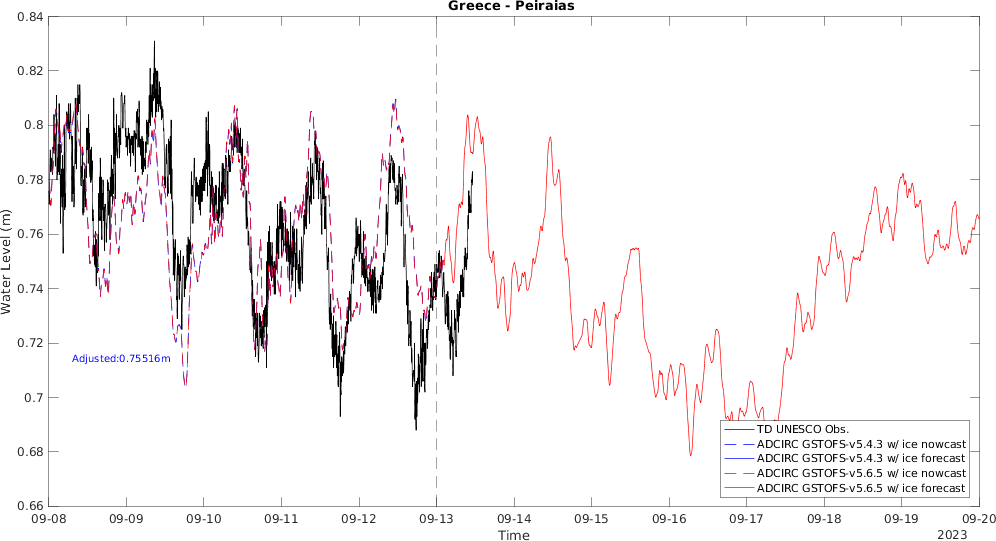 Greece - Peiraias
0.84
0.82
0.8
0.78
0.76
0.74
0.72
0.7
0.68
0.66
Water Level (m)
Adjusted:0.75516m
TD UNESCO Obs.
ADCIRC GSTOFS-v5.4.3 w/ ice nowcast
ADCIRC GSTOFS-v5.4.3 w/ ice forecast
ADCIRC GSTOFS-v5.6.5 w/ ice nowcast
ADCIRC GSTOFS-v5.6.5 w/ ice forecast
09-08 09-09 09-10 09-11 09-12 09-13 09-14 09-15 09-16 09-17 09-18 09-19 09-20
Time
2023